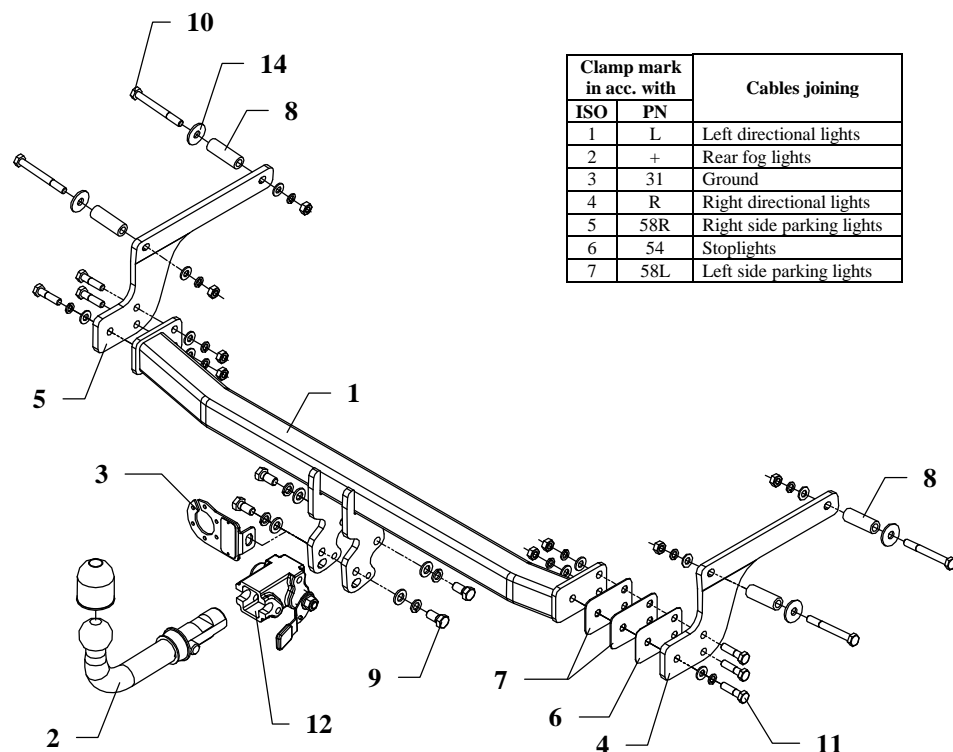 10
14
8
Clamp mark in acc. with Cables joining
ISO PN
1 L Left directional lights
2 + Rear fog lights
3 31 Ground
4 R Right directional lights
5 58R Right side parking lights
6 54 Stoplights
7 58L Left side parking lights
5
1
3
8
9
7
6
2
12
4
11